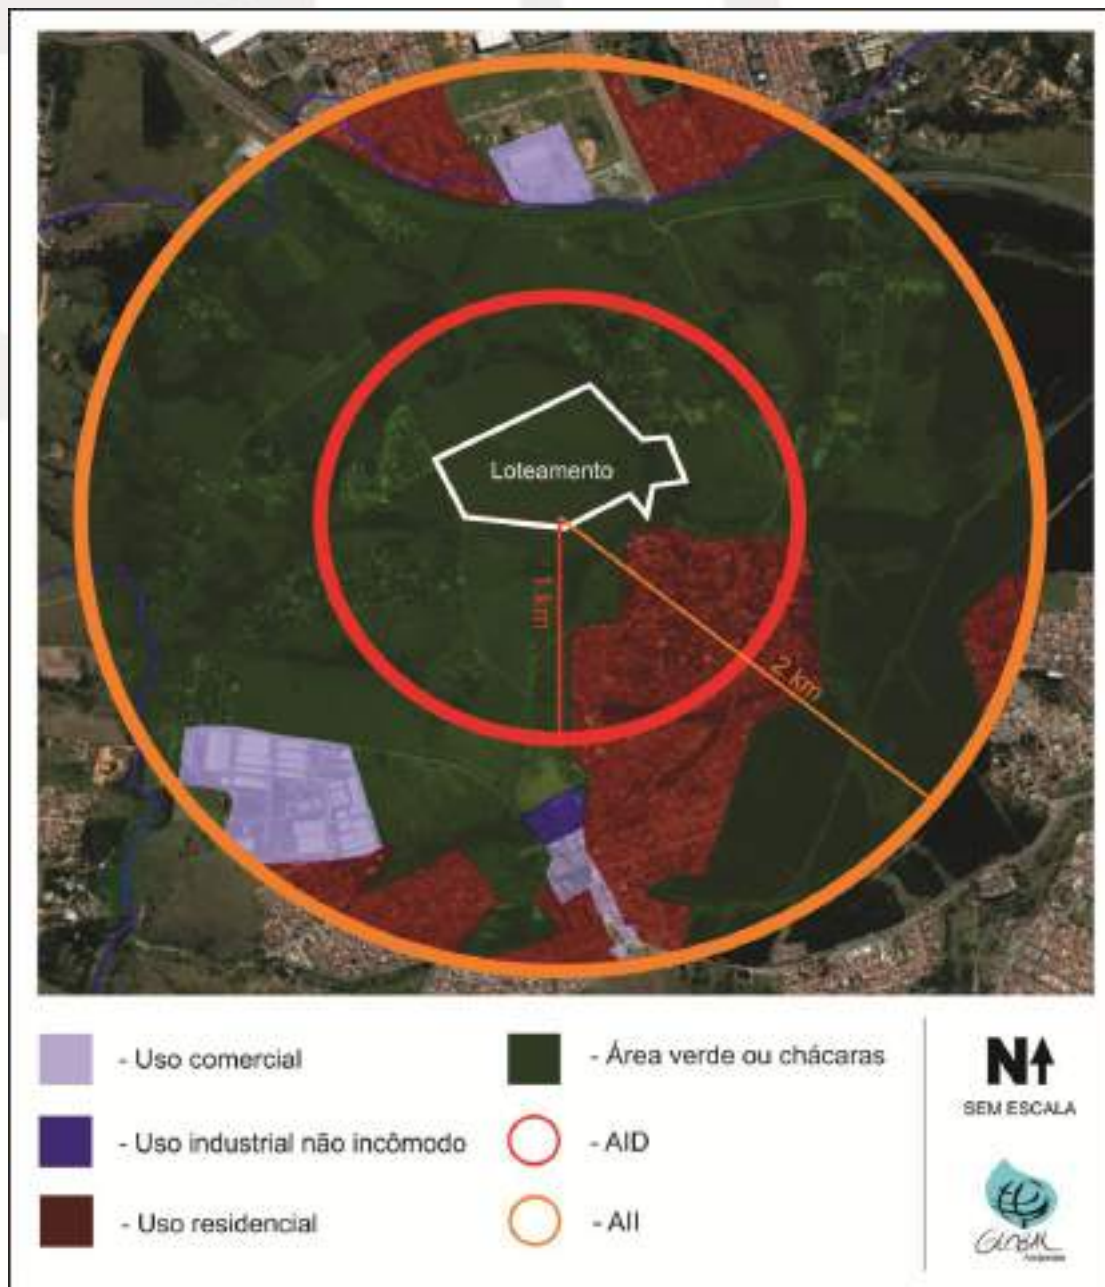 Loteamento
1 km
2 km
- Uso comercial
- Uso industrial não incômodo
- Uso residencial
- Área verde ou chácaras
- AID
- AII
N
SEM ESCALA
GLOBAL